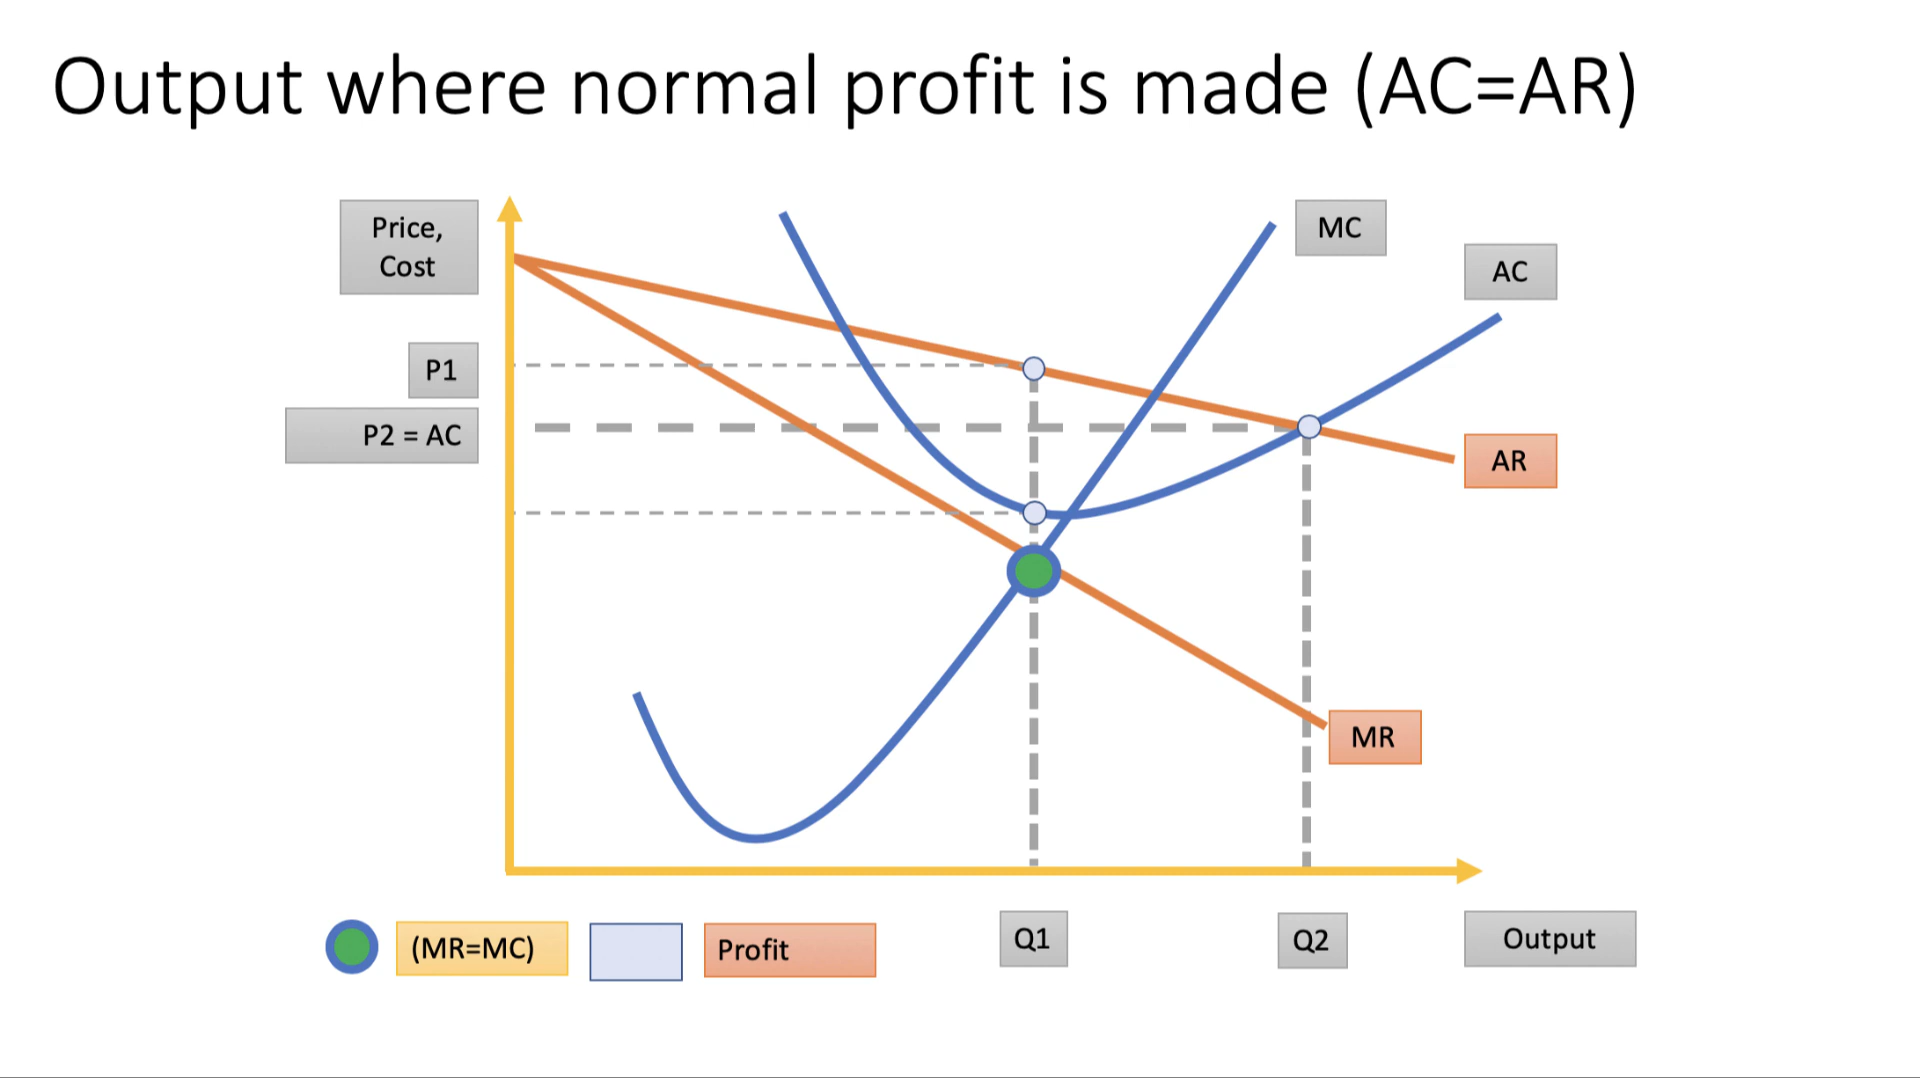 Output where normal profit is made (AC=AR)
Price,
Cost
MC
AC
P1
P2 = AC
AR
MR
(MR=MC)
Profit
Q1
Q2
Output